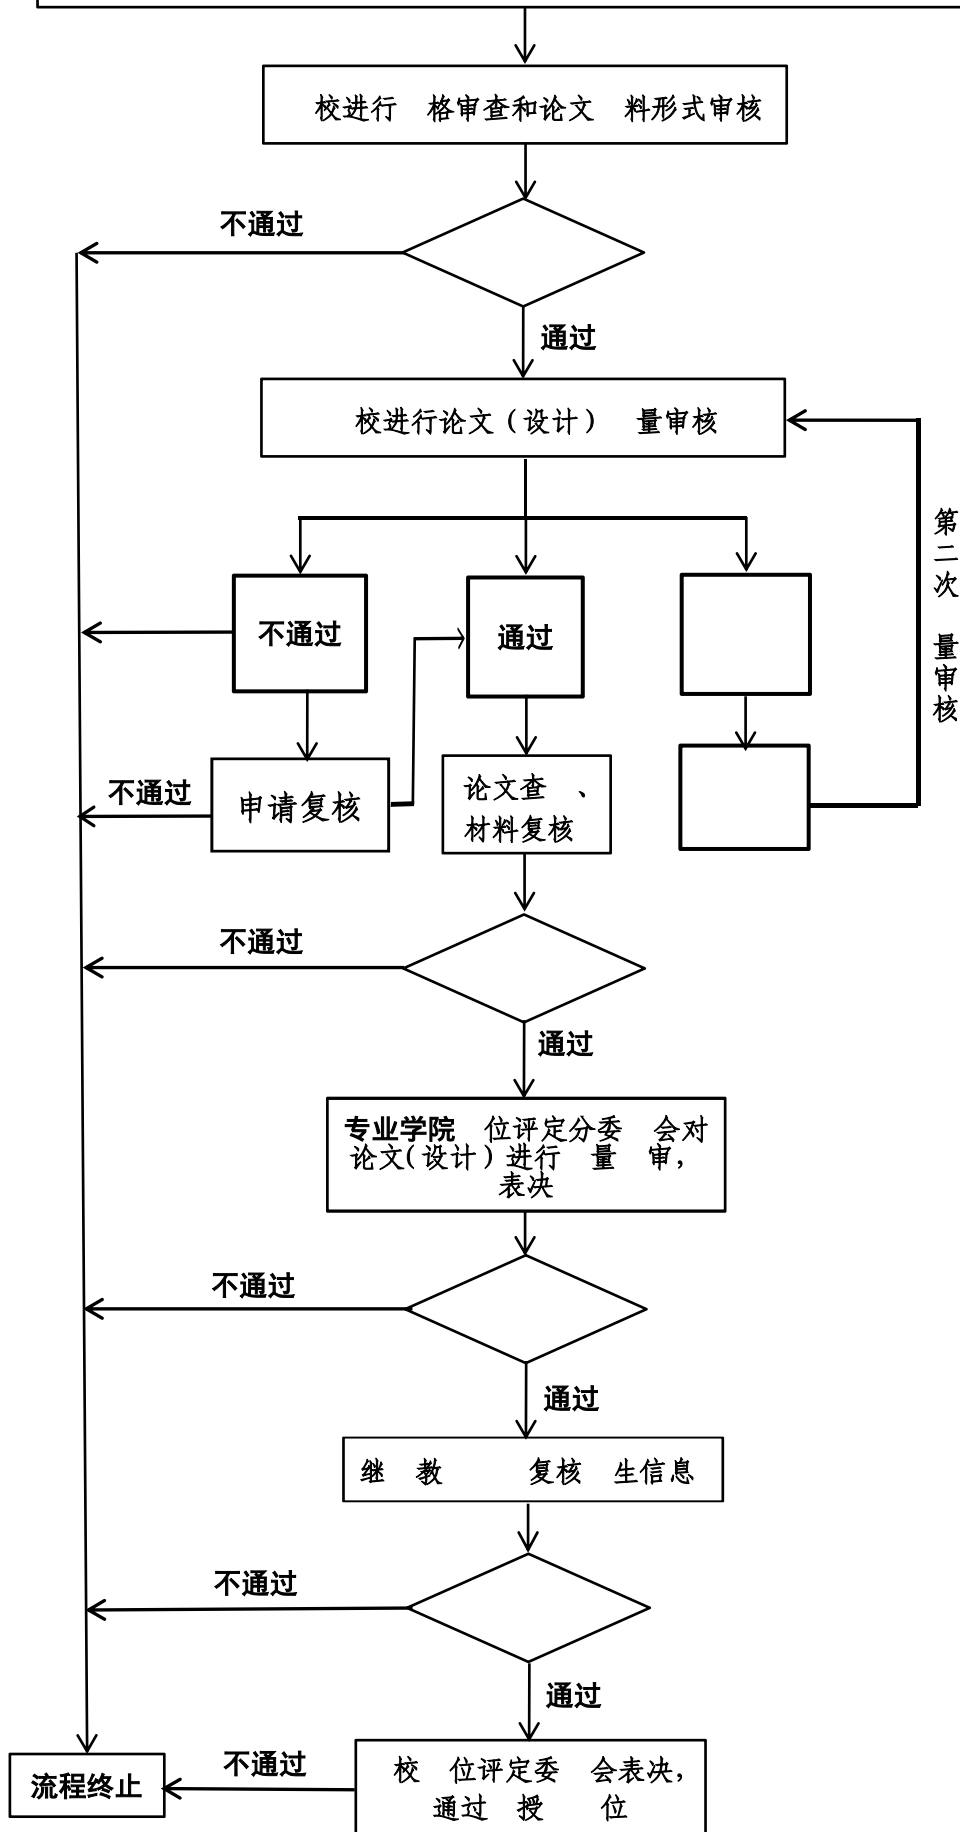 校进行 格审查和论文 料形式审核
不通过
通过
校进行论文（设计） 量审核
第二次 量审核
不通过
通过
不通过
申请复核
论文查 、
材料复核
不通过
通过
专业学院 位评定分委 会对
论文(设计）进行 量 审，
表决
不通过
通过
继 教 复核 生信息
不通过
通过
流程终止
不通过
校 位评定委 会表决，
通过 授 位